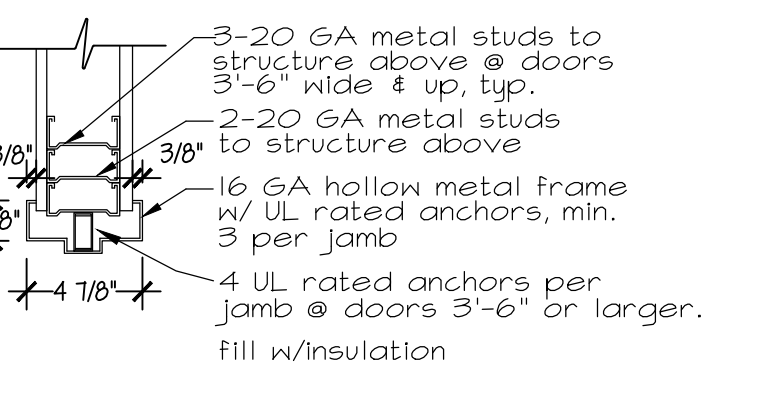 3-20 GA metal studs to
structure above @ doors
3'-6" wide & up, typ.
2-20 GA metal studs
to structure above
3/8" 3/8"
16 GA hollow metal frame
w/ UL rated anchors, min.
3 per jamb
4 UL rated anchors per
jamb @ doors 3'-6" or larger.
4 7/8"
fill w/insulation